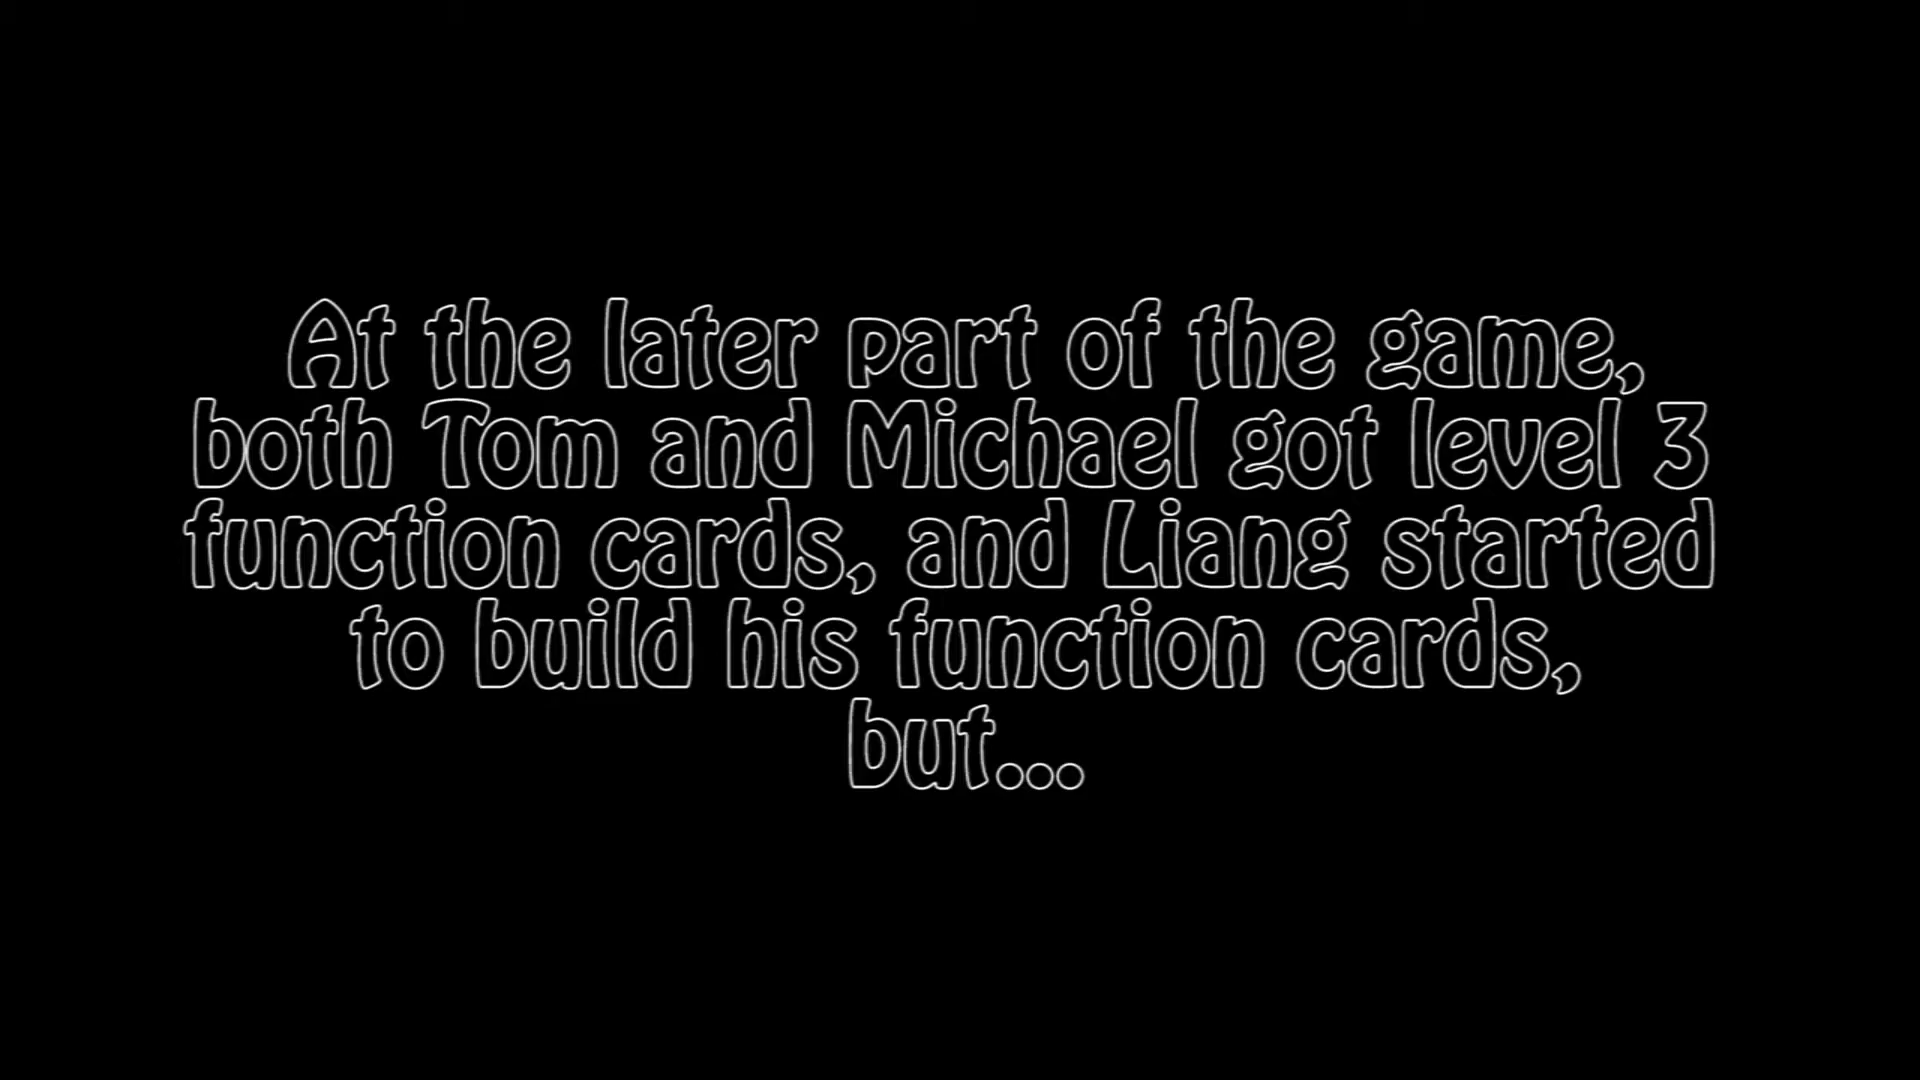 At the later part of the game,
both Tom and Michael got level 3
function cards, and Liang started
to build his function cards,
but...